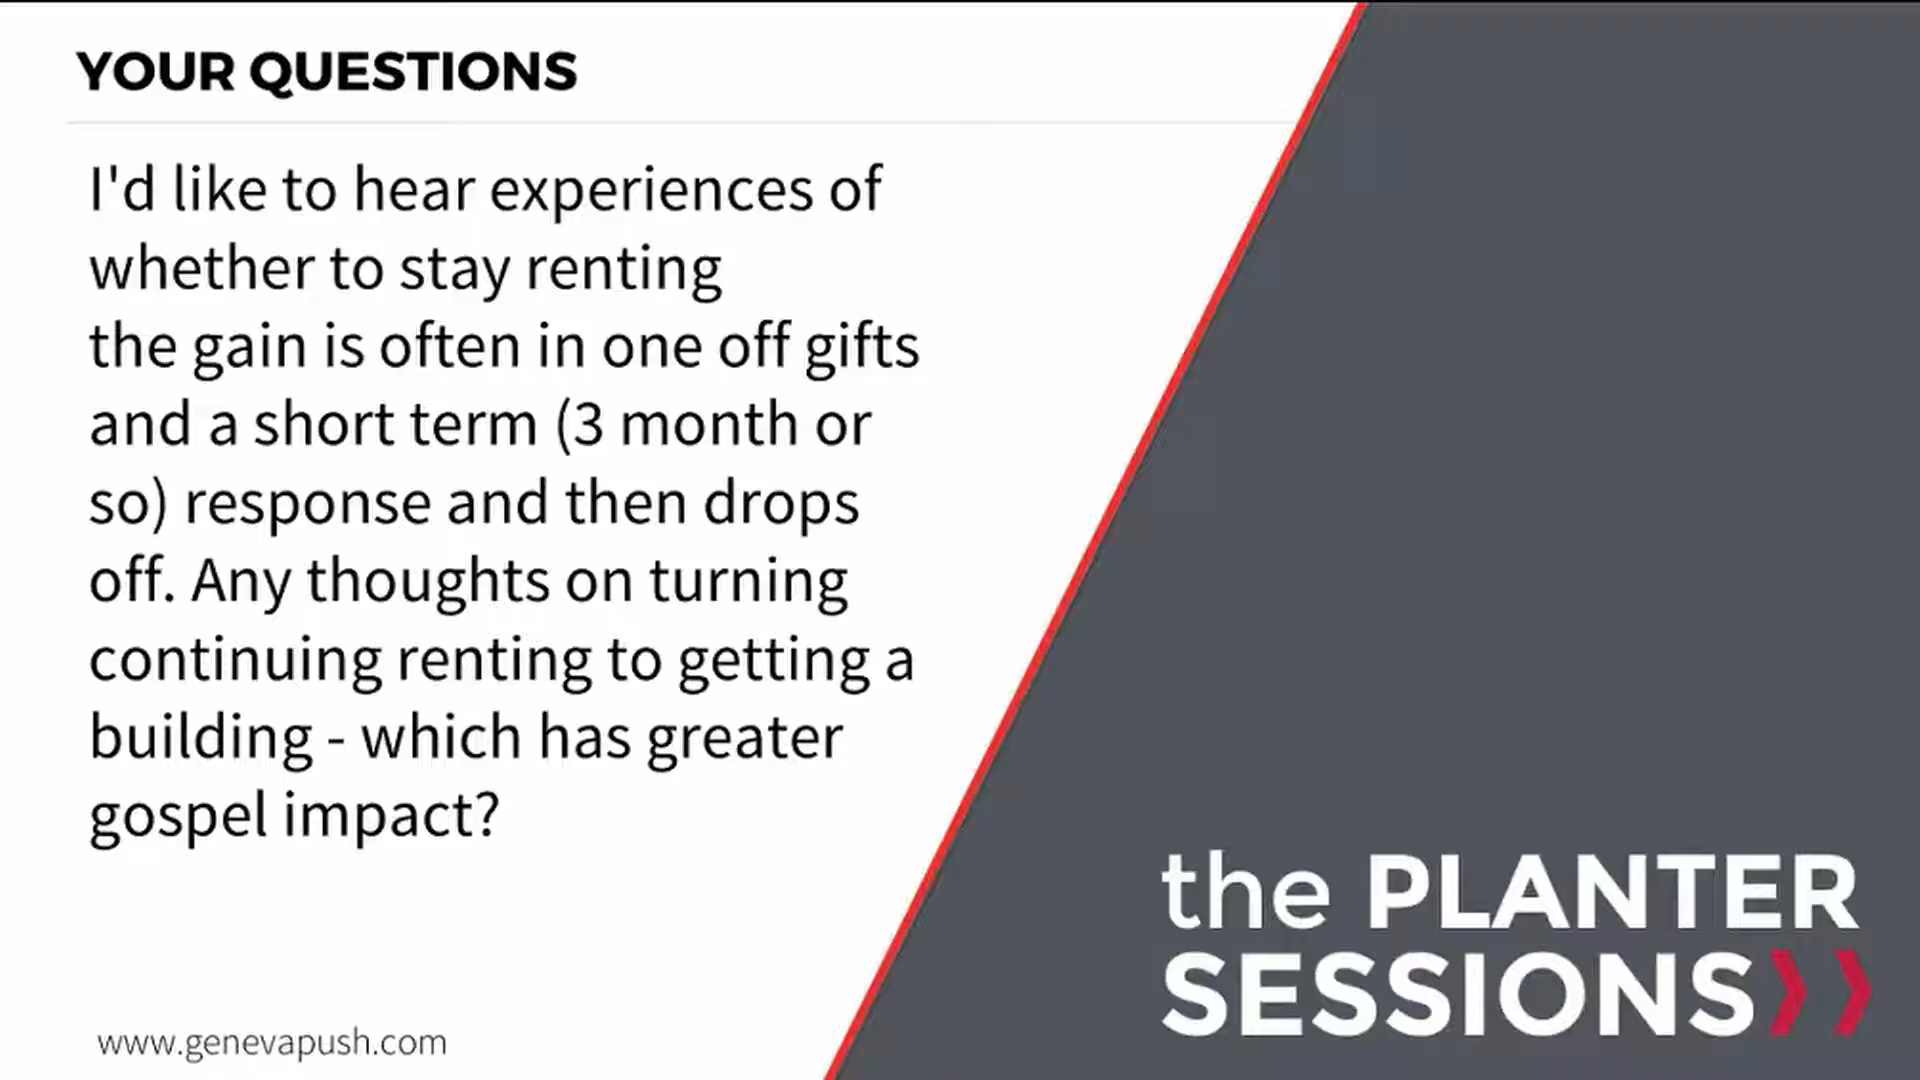 YOUR QUESTIONS
I'd like to hear experiences of
whether to stay renting
the gain is often in one off gifts
and a short term (3 month or
so) response and then drops
off. Any thoughts on turning
continuing renting to getting a
building - which has greater
gospel impact?
www.genevapush.com
the PLANTER
SESSIONS